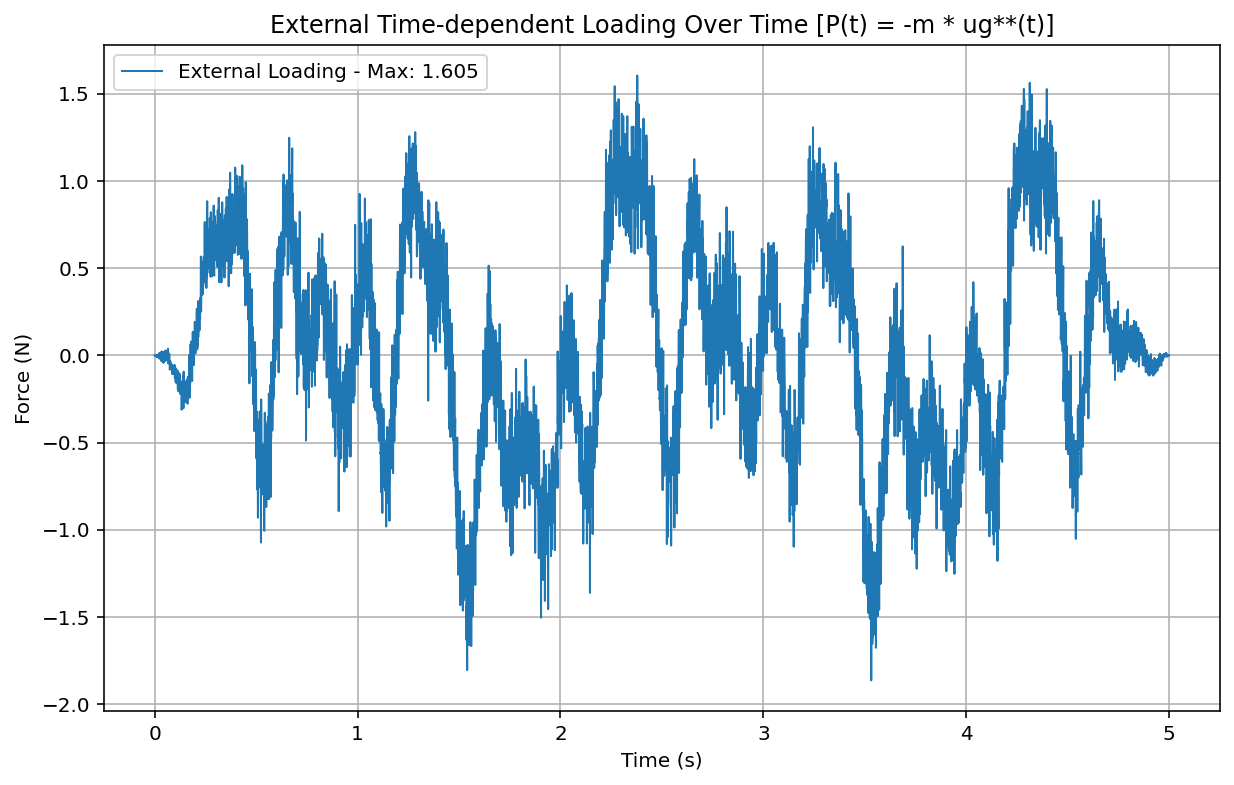 External Time-dependent Loading Over Time [P(t) = -m * ug**(t)]
External Loading - Max: 1.605
1.5
1.0
0.5
0.0
−0.5
−1.0
−1.5
−2.0
Force (N)
0 1 2 3 4 5
Time (s)